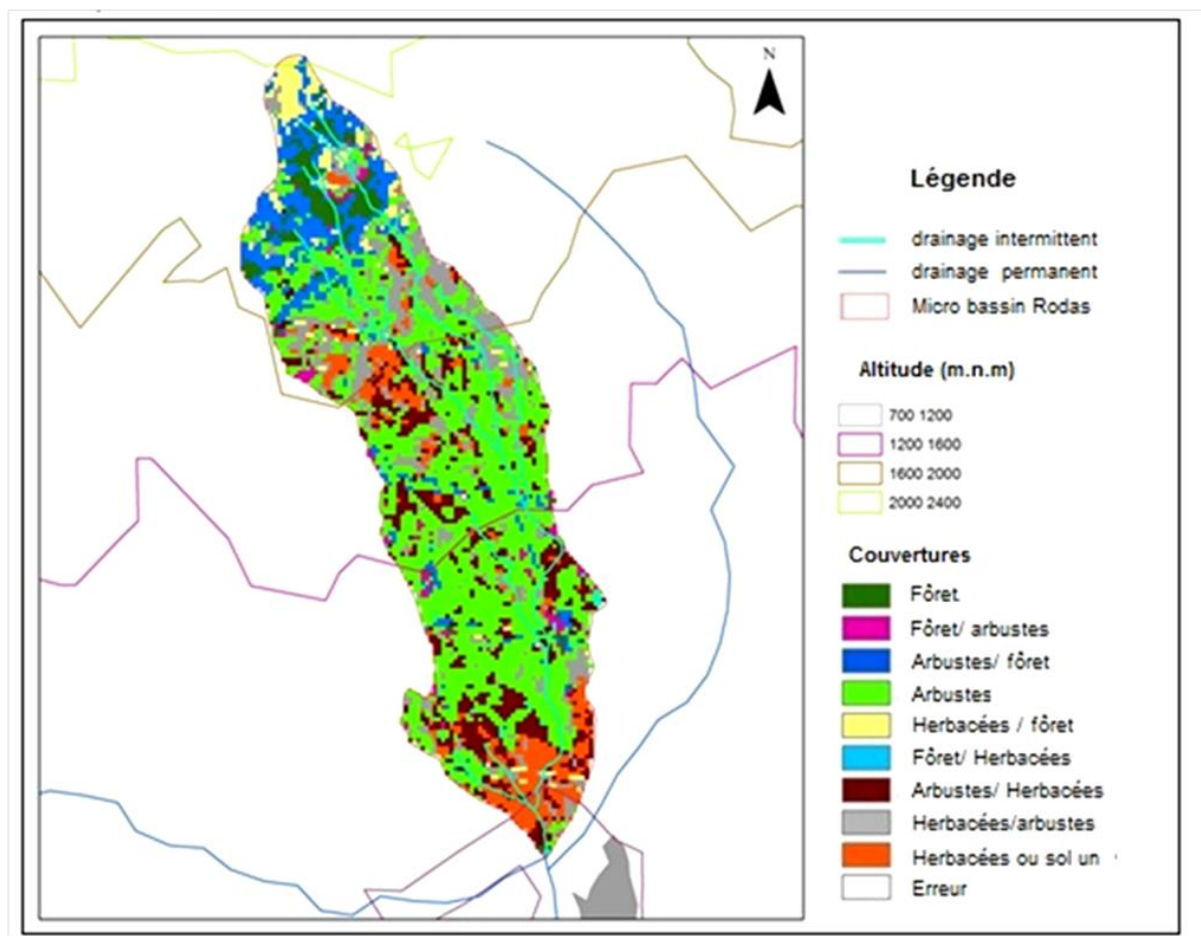 N
Légende
drainage intermittent
drainage permanent
Micro bassin Rodas
Altitude (m.n.m)
700 1200
1200 1600
1600 2000
2000 2400
Couvertures
Fôret
Fôret/ arbustes
Arbustes/ fôret
Arbustes
Herbacées / fôret
Fôret/ Herbacées
Arbustes/ Herbacées
Herbacées/arbustes
Herbacées ou sol un
Erreur